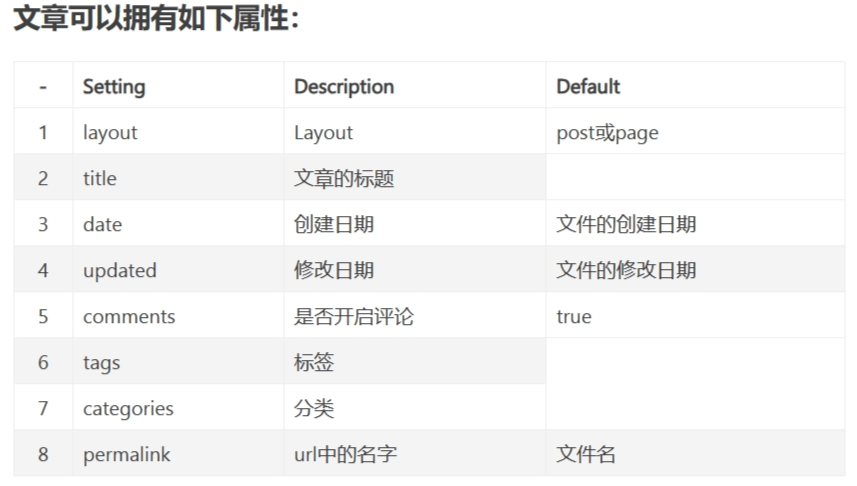 文章可以拥有如下属性：
- Setting Description Default
1 layout Layout post或page
2 title 文章的标题
3 date 创建日期 文件的创建日期
4 updated 修改日期 文件的修改日期
5 comments 是否开启评论 true
6 tags 标签
7 categories 分类
8 permalink url中的名字 文件名